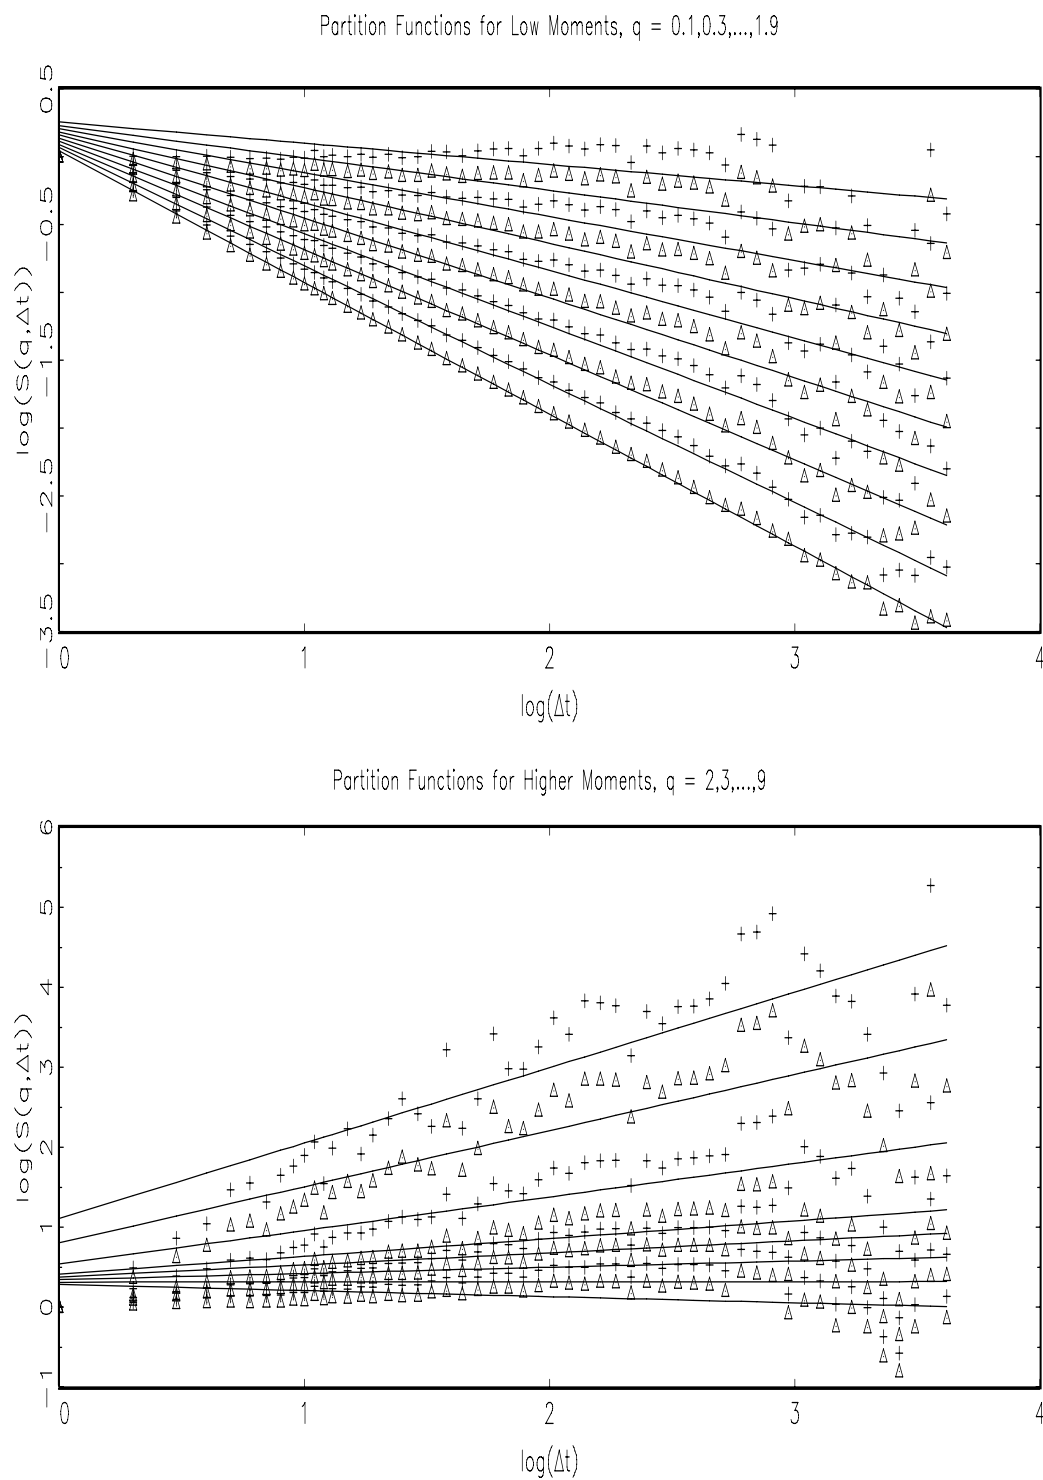 Partition Functions for Low Moments, q = 0.1,0.3,...,1.9
0.5
−0.5
−1.5
−2.5
−3.5
log(S(q,Δt))
0 1 2 3 4
log(Δt)
Partition Functions for Higher Moments, q = 2,3,...,9
6
5
4
3
2
1
0
−1
log(S(q,Δt))
0 1 2 3 4
log(Δt)